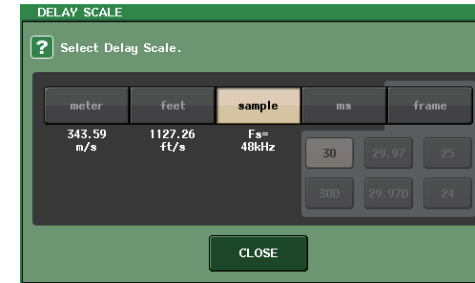 DELAY SCALE
? Select Delay Scale.
meter feet sample ms frame
343.59 1127.26 Fs=
m/s ft/s 48kHz
30 29.97 25
30D 29.97D 24
CLOSE